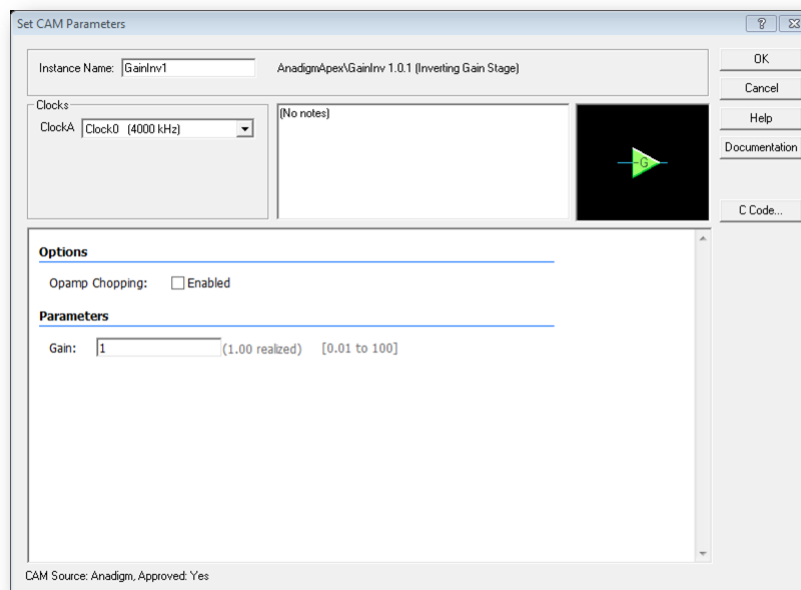 Set CAM Parameters
Instance Name: GainInv1 AnadigmApex\GainInv 1.0.1 (Inverting Gain Stage)
OK
Cancel
Help
Documentation
C Code...
Clocks
ClockA Clock0 (4000 kHz)
(No notes)
G
Options
Opamp Chopping: Enabled
Parameters
Gain: 1 (1.00 realized) [0.01 to 100]
CAM Source: Anadigm, Approved: Yes